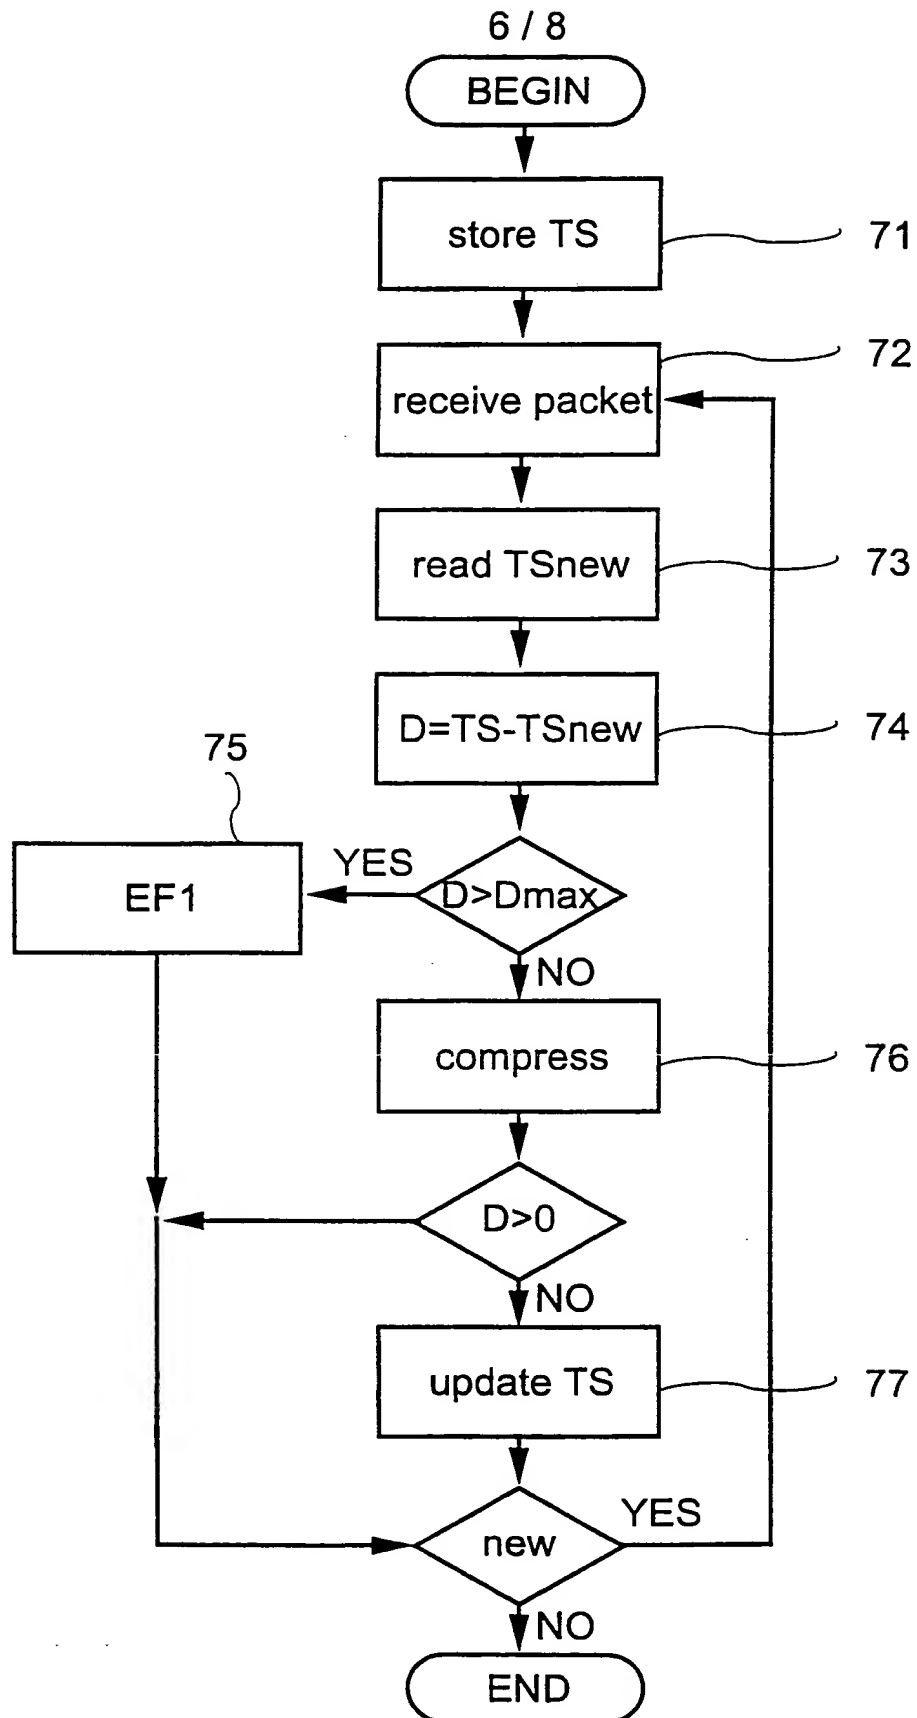 6 / 8
BEGIN
store TS
71
72
receive packet
read TSnew
73
D=TS-TSnew
74
75
EF1
YES
D>Dmax
NO
compress
76
D>0
NO
update TS
77
new
YES
NO
END